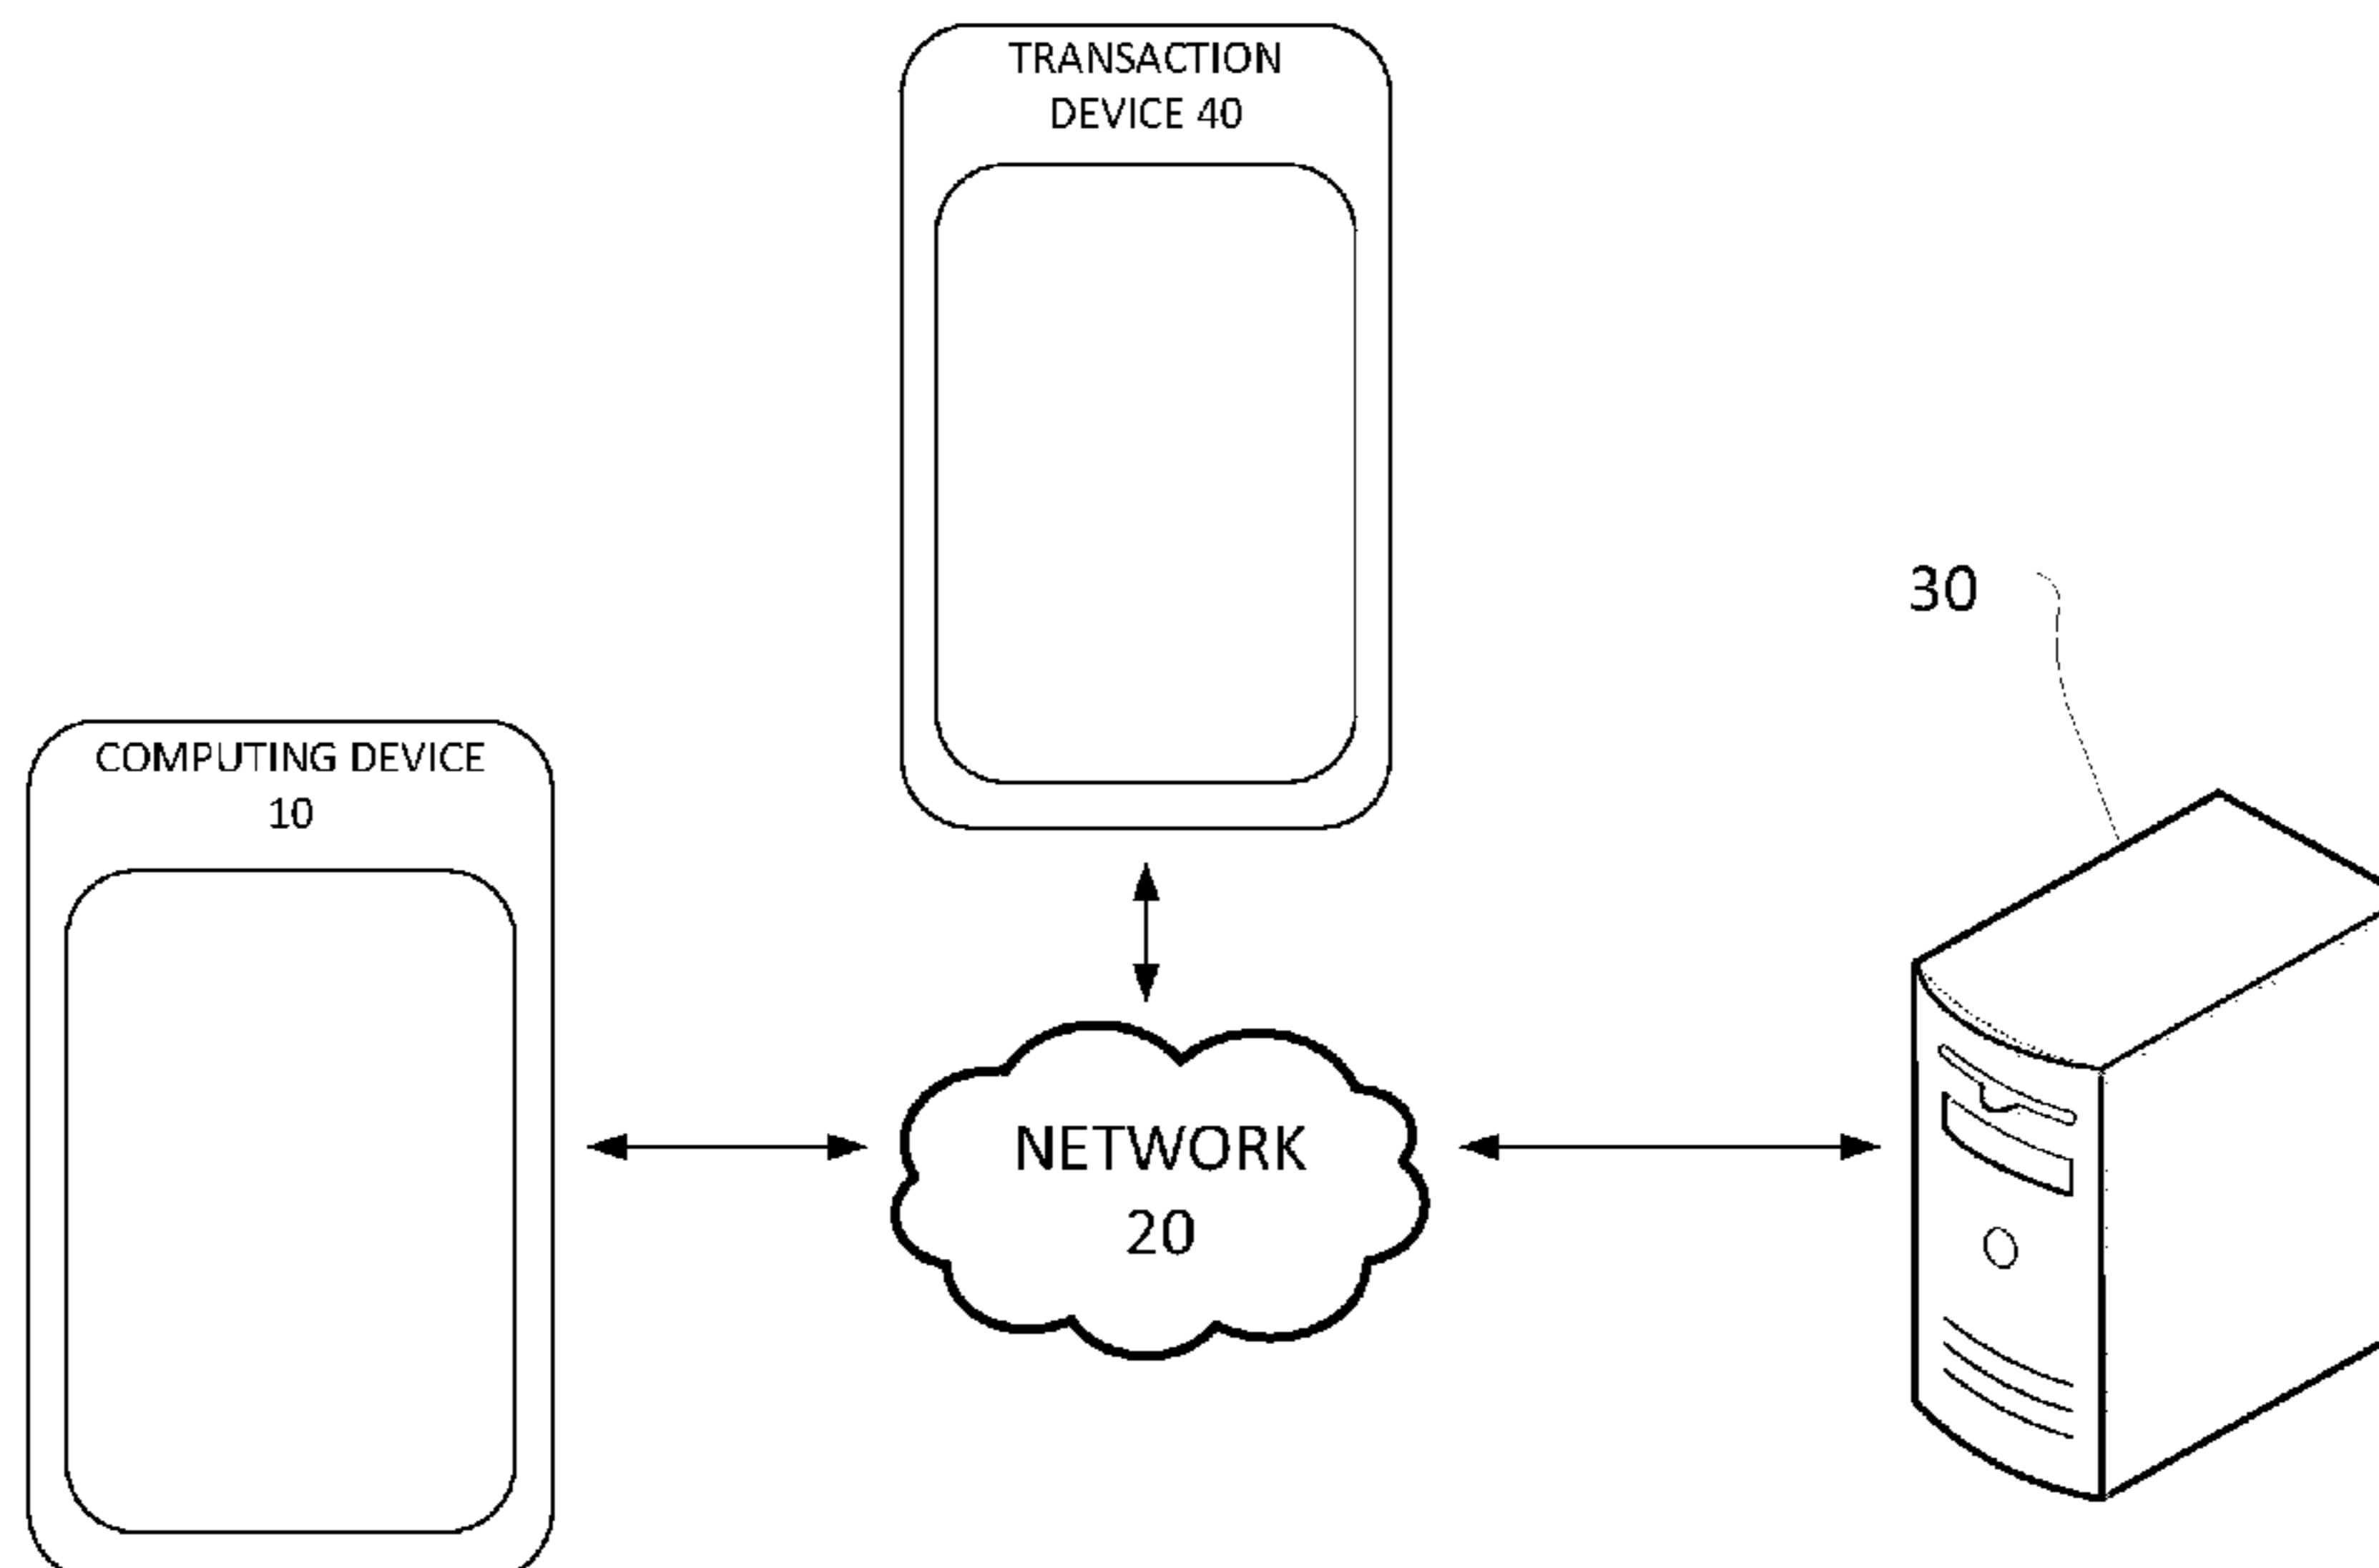 TRANSACTION
DEVICE 40
30
COMPUTING DEVICE
10
NETWORK
20